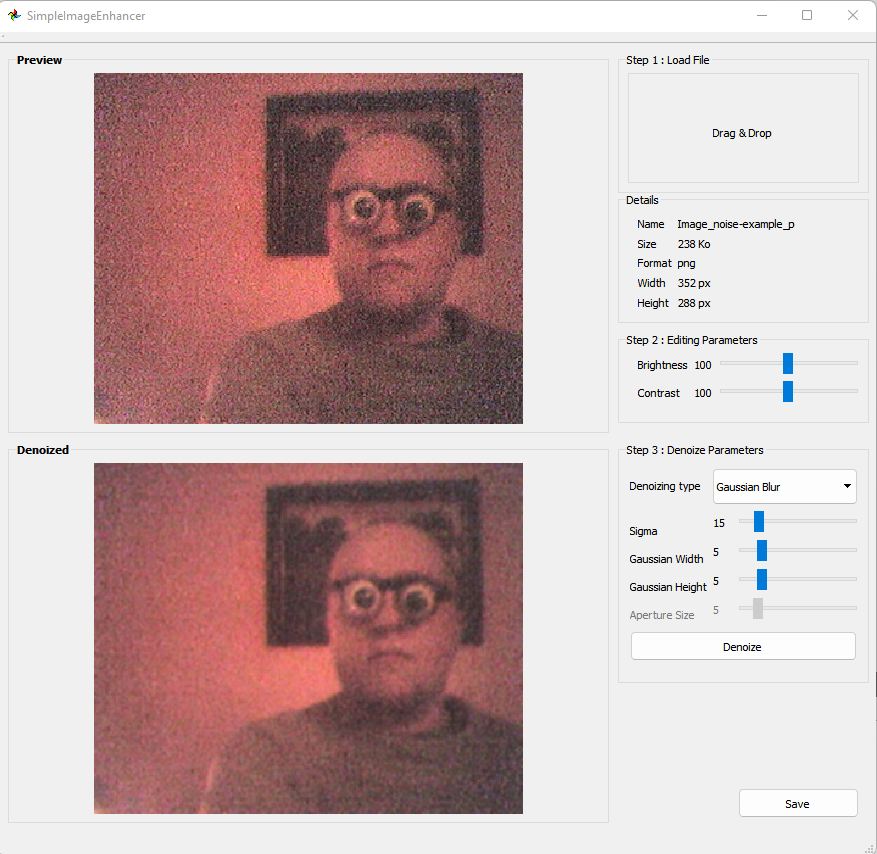 SimpleImageEnhancer
Preview
Step 1 : Load File
Drag & Drop
Details
Name Image_noise-example_p
Size 238 Ko
Format png
Width 352 px
Height 288 px
Step 2 : Editing Parameters
Brightness 100
Contrast 100
Denoized
Step 3 : Denoize Parameters
Denoizing type Gaussian Blur
Sigma 15
Gaussian Width 5
Gaussian Height 5
Aperture Size 5
Denoize
Save